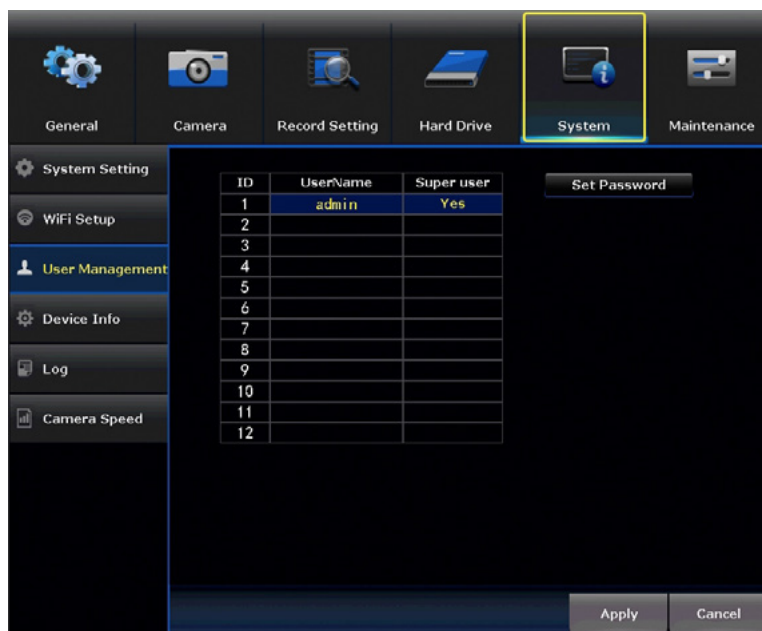 General Camera Record Setting Hard Drive System Maintenance
System Setting
WiFi Setup
User Management
Device Info
Log
Camera Speed
ID UserName Super user
1 admin Yes
2
3
4
5
6
7
8
9
10
11
12
Set Password
Apply Cancel